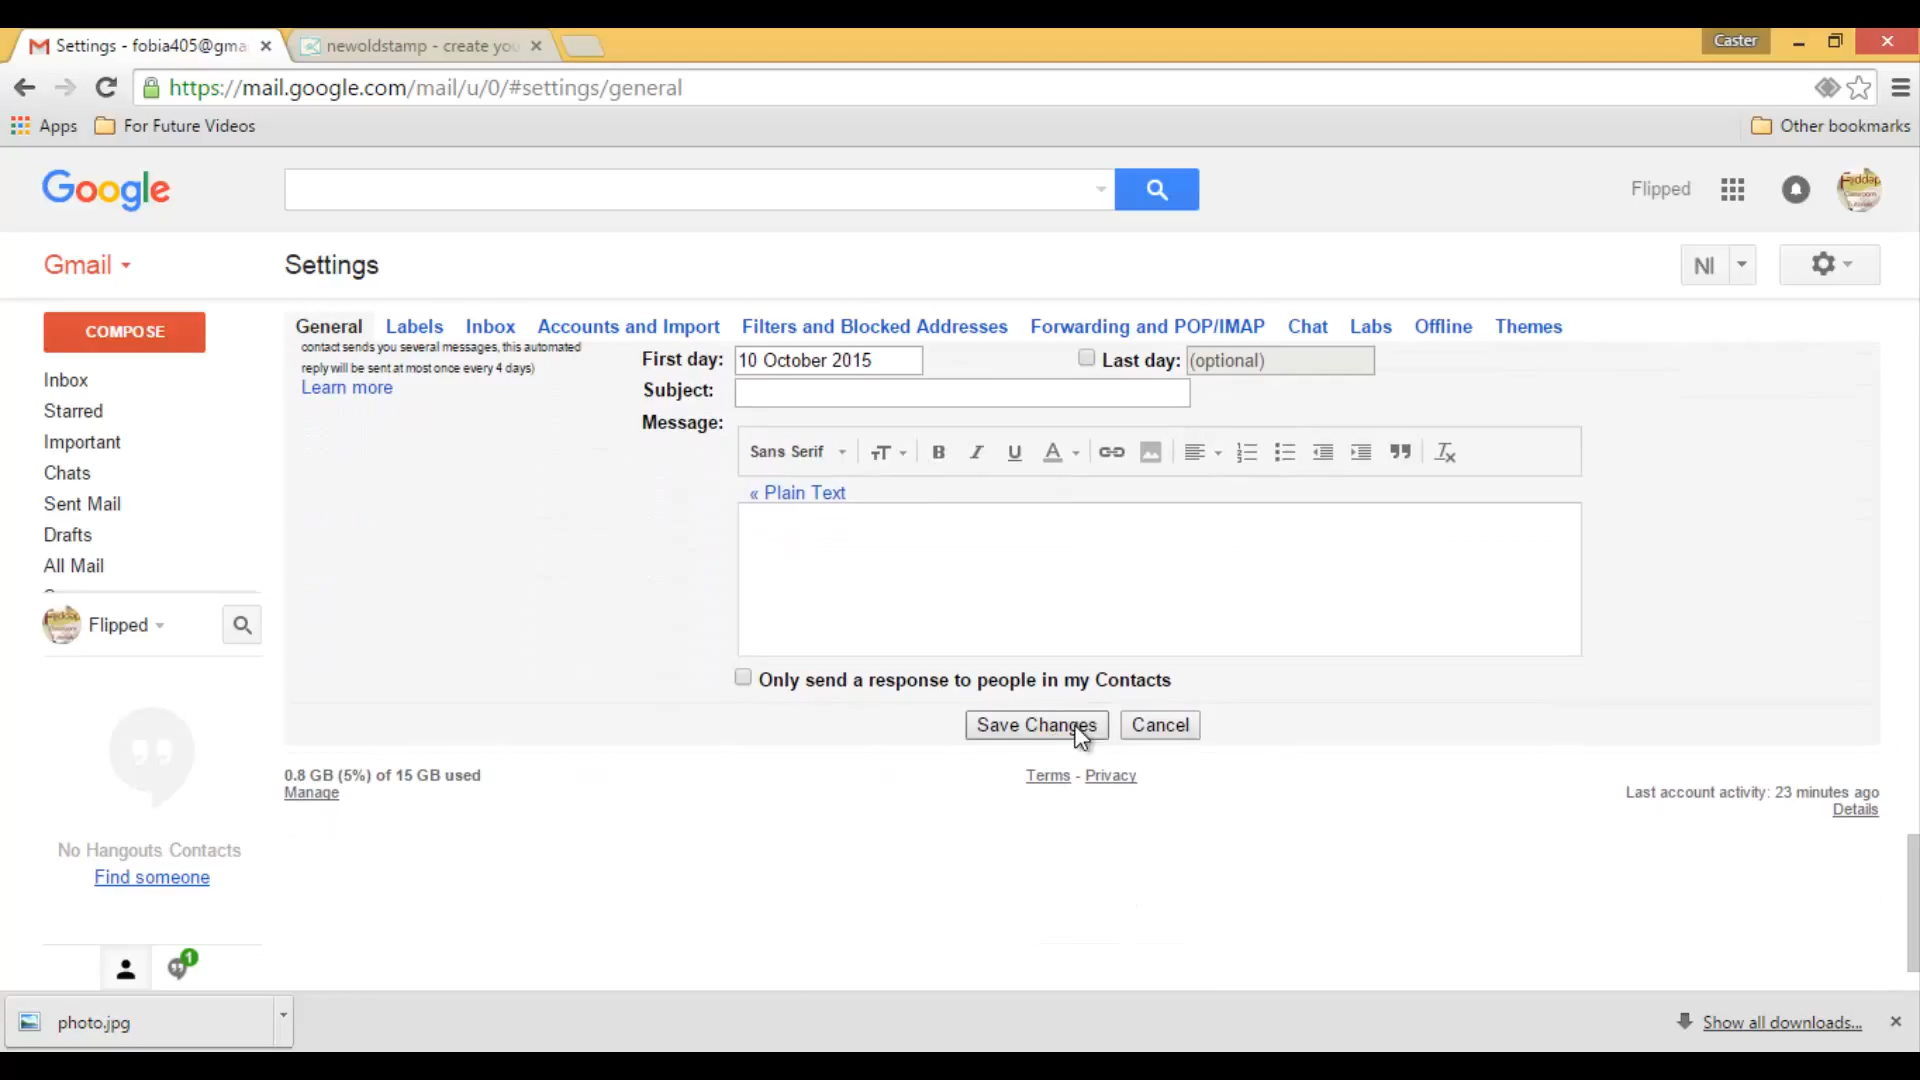 Settings - fobia405@gma
newoldstamp - create you
Caster
https://mail.google.com/mail/u/0/#settings/general
Apps
For Future Videos
Other bookmarks
Google
Flipped
Gmail
Settings
Nl
COMPOSE
General
Labels
Inbox
Accounts and Import
Filters and Blocked Addresses
Forwarding and POP/IMAP
Chat
Labs
Offline
Themes
contact sends you several messages, this automated
reply will be sent at most once every 4 days)
Learn more
First day:
10 October 2015
Last day:
(optional)
Subject:
Message:
Sans Serif
« Plain Text
Only send a response to people in my Contacts
Save Changes
Cancel
Inbox
Starred
Important
Chats
Sent Mail
Drafts
All Mail
Flipped
0.8 GB (5%) of 15 GB used
Manage
Terms - Privacy
Last account activity: 23 minutes ago
Details
No Hangouts Contacts
Find someone
1
photo.jpg
Show all downloads...